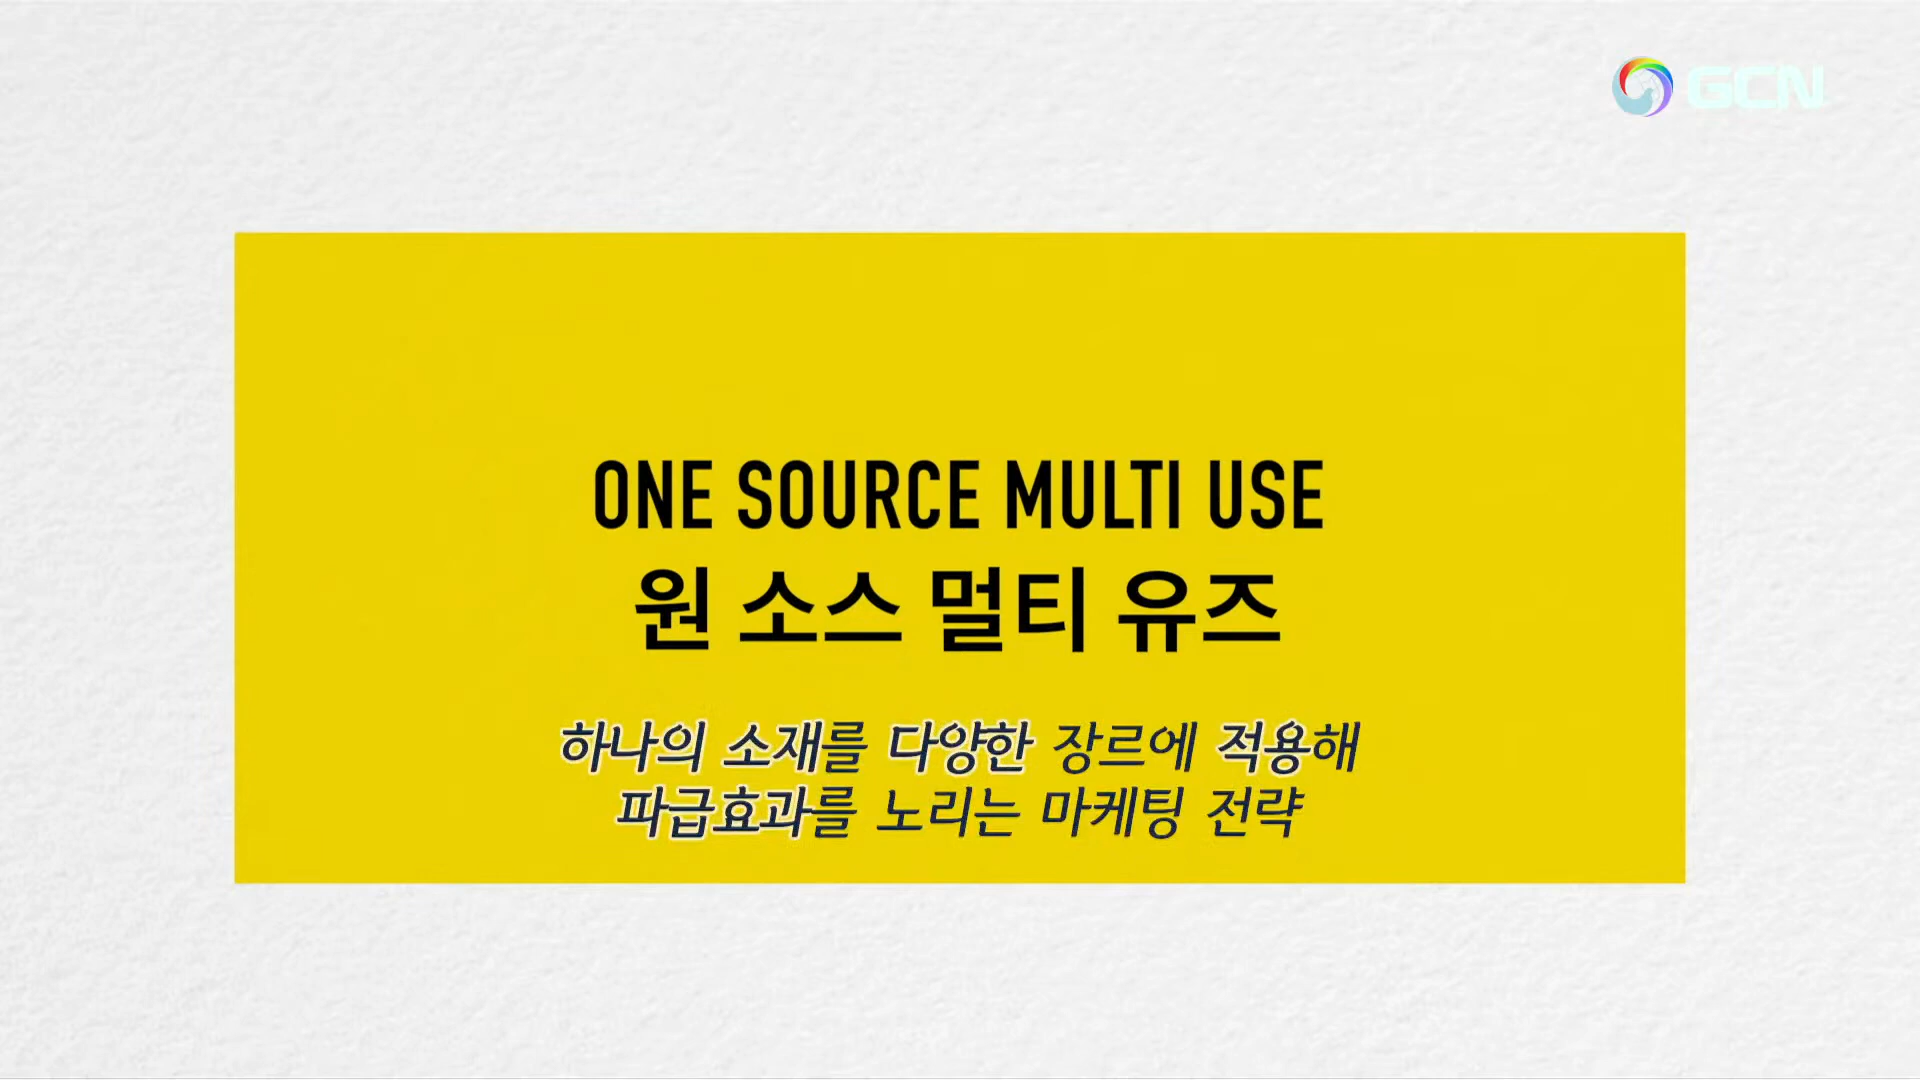 GCN
ONE SOURCE MULTI USE
원 소스 멀티 유즈
하나의 소재를 다양한 장르에 적용해
파급효과를 노리는 마케팅 전략